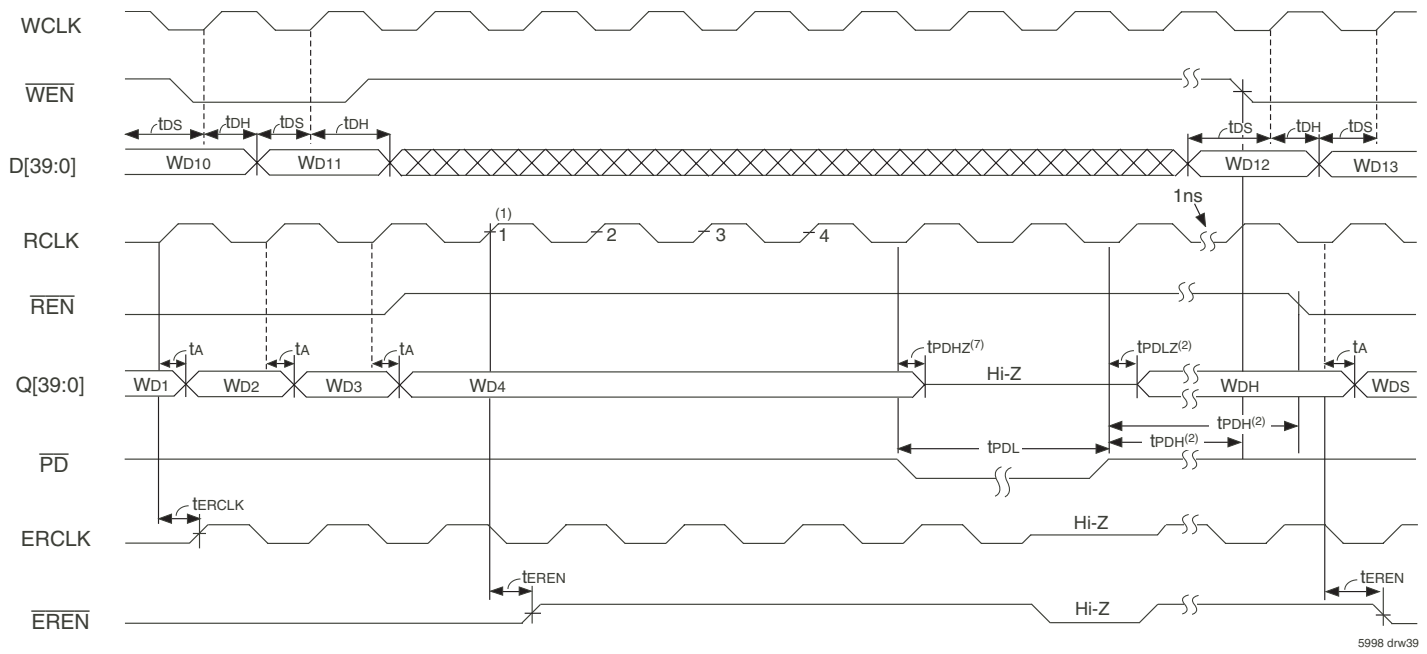 WCLK
WEN
tDS tDH tDS tDH tDS tDH tDS
D[39:0] WD10 WD11 WD12 WD13
1ns
(1)
RCLK 1 2 3 4
REN
tA tA tA tPDHZ(7) tPDLZ(2) tA
Q[39:0] WD1 WD2 WD3 WD4 Hi-Z WDH WDS
tPDH(2)
tPDL tPDH(2)
PD
tERCLK
ERCLK Hi-Z
tEREN tEREN
EREN Hi-Z
5998 drw39